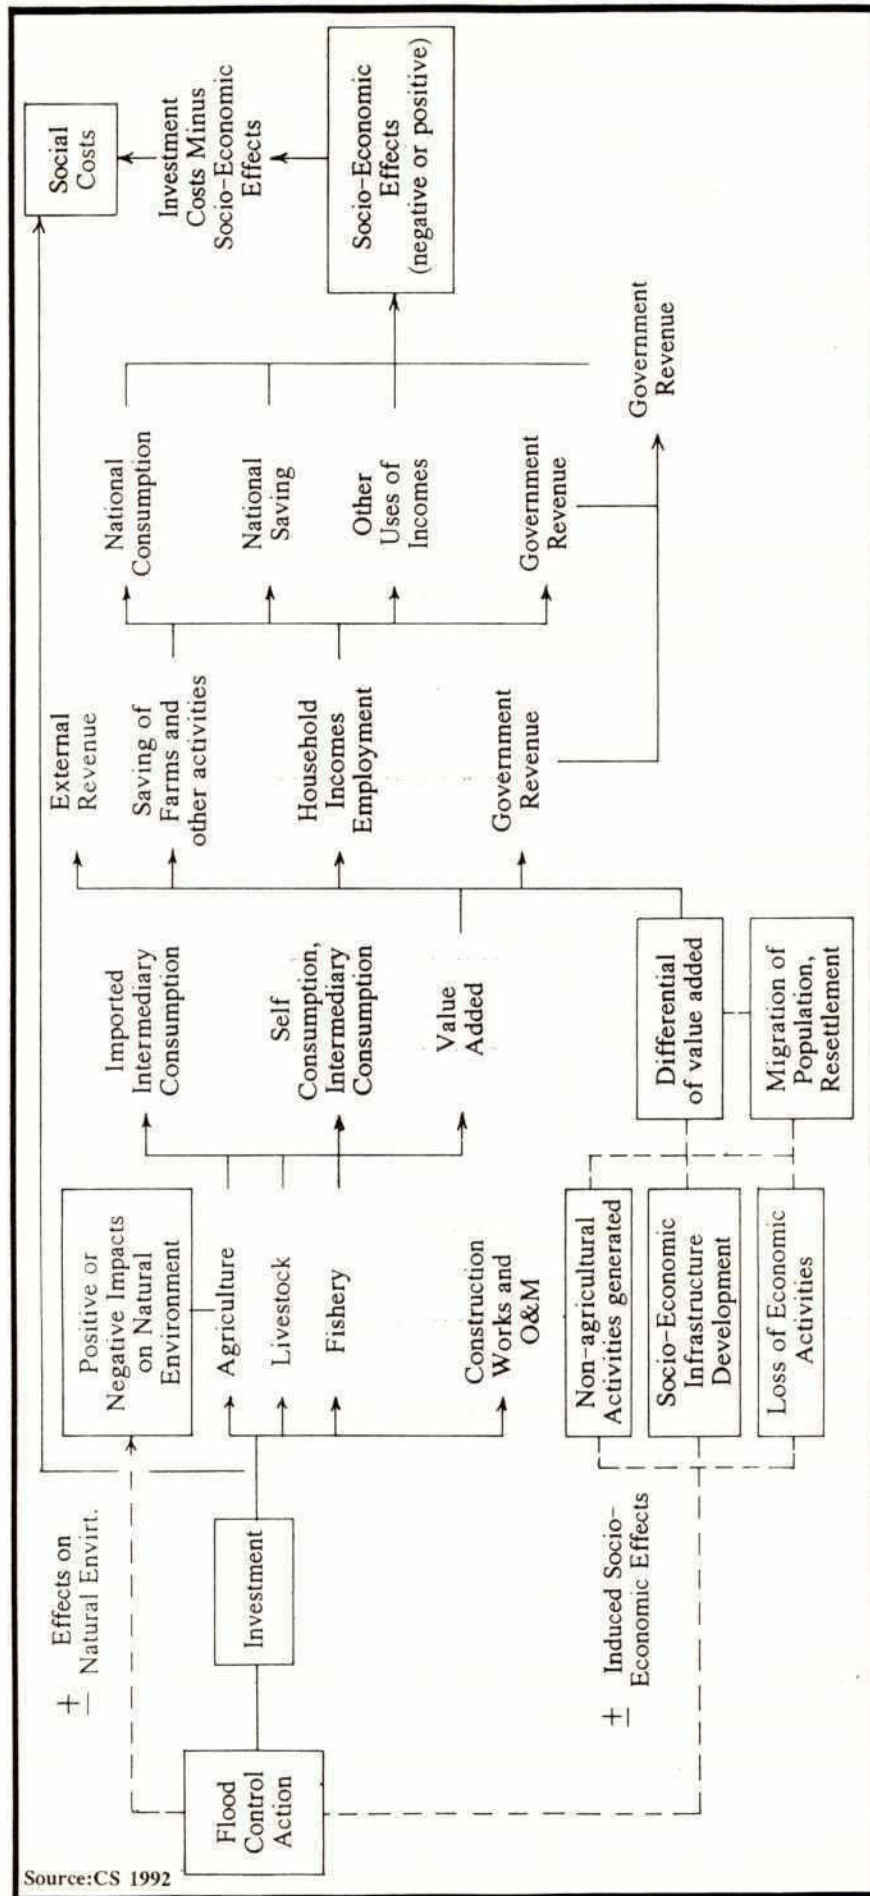 Flood
Control
Action
± Effects on
Natural Envirt.
Investment
± Induced Socio-
Economic Effects
Positive or
Negative Impacts
on Natural
Environment
Agriculture
Livestock
Fishery
Construction
Works and
O&M
Non-agricultural
Activities generated
Socio-Economic
Infrastructure
Development
Loss of Economic
Activities
Imported
Intermediary
Consumption
Self
Consumption,
Intermediary
Consumption
Value
Added
Differential
of value added
Migration of
Population,
Resettlement
External
Revenue
Saving of
Farms and
other activities
Household
Incomes
Employment
Government
Revenue
National
Consumption
National
Saving
Other
Uses of
Incomes
Government
Revenue
Government
Revenue
Social
Costs
Investment
Costs Minus
Socio-Economic
Effects
Socio-Economic
Effects
(negative or positive)
Source:CS 1992